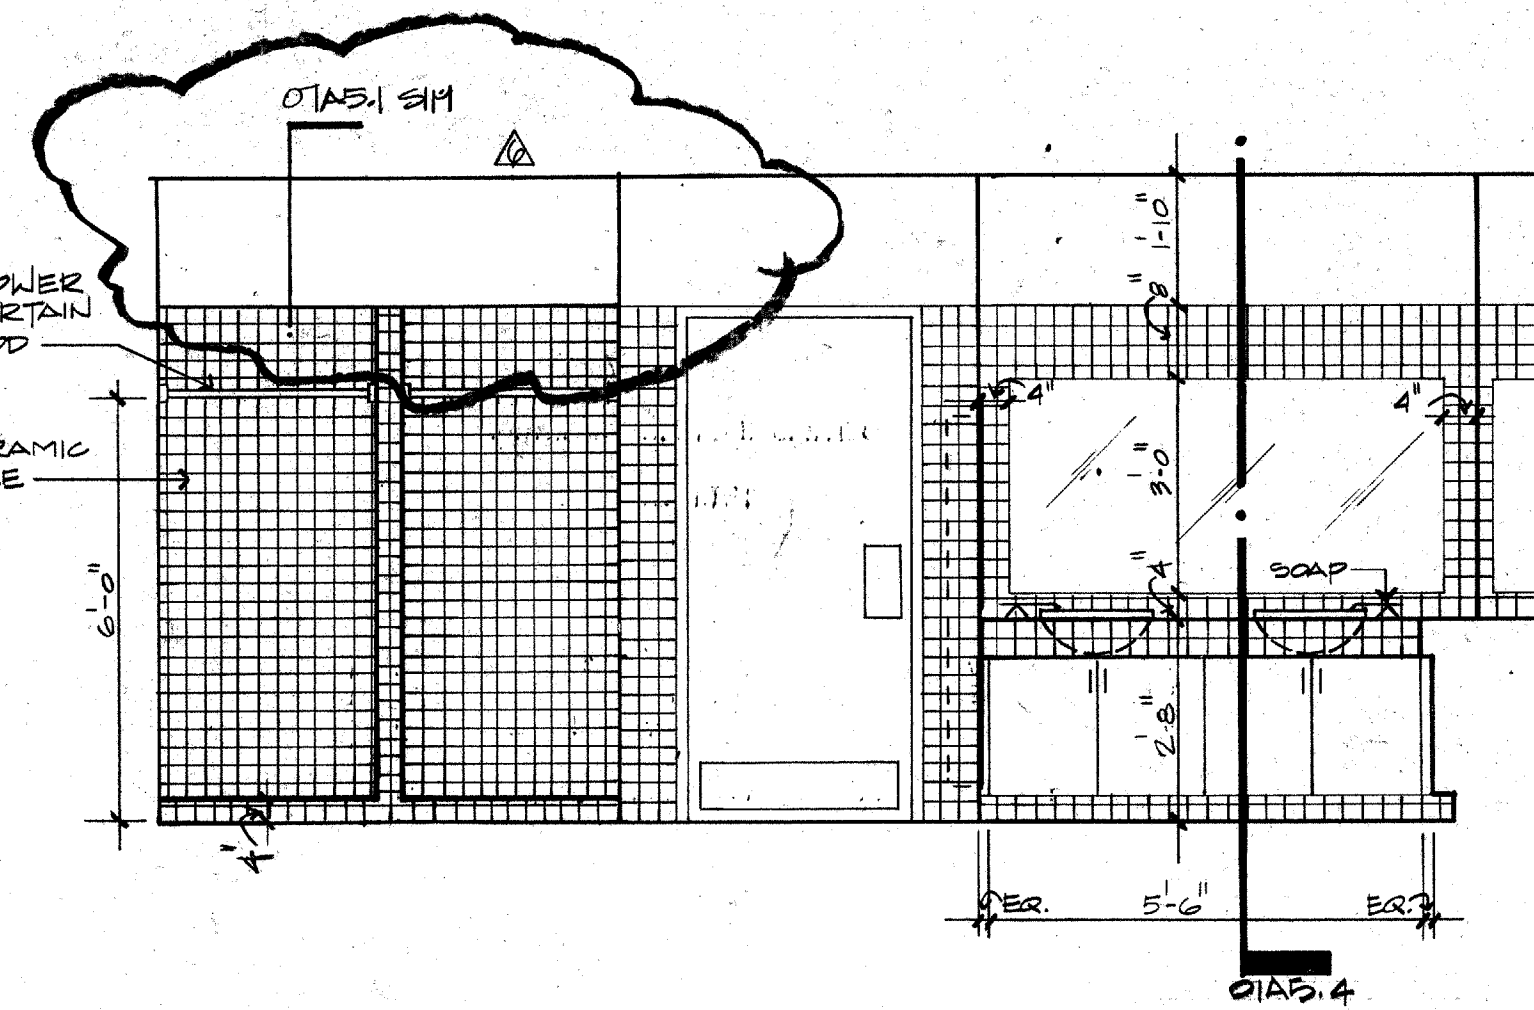 01A5.1 SIM
6
OWER
RTAIN
OD
RAMIC
E
6'-0"
4"
1'-10"
8"
4"
4"
3'-0"
4"
SOAP
2'-8"
EQ.
5'-6"
EQ.
01A5.4